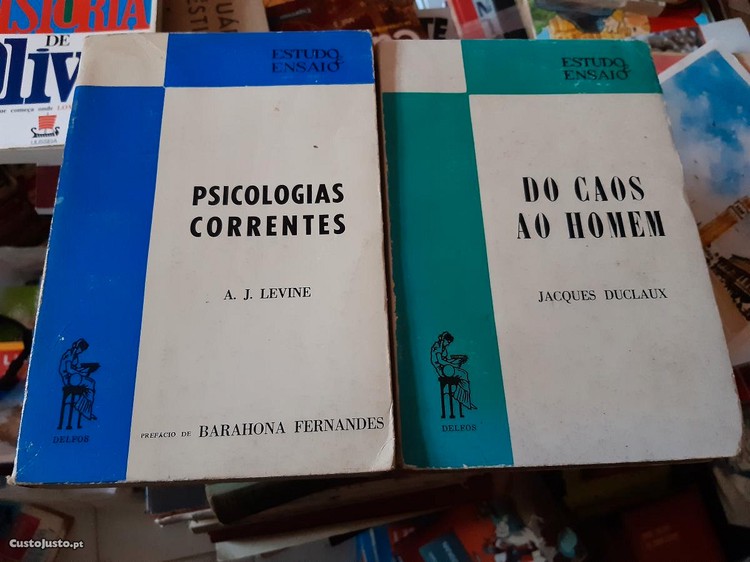 DE
ESTUDO E
ENSAIO
PSICOLOGIAS
CORRENTES
A. J. LEVINE
PREFÁCIO DE BARAHONA FERNANDES
DELFOS
ESTUDO E
ENSAIO
DO CAOS
AO HOMEM
JACQUES DUCLAUX
DELFOS
CustoJusto.pt